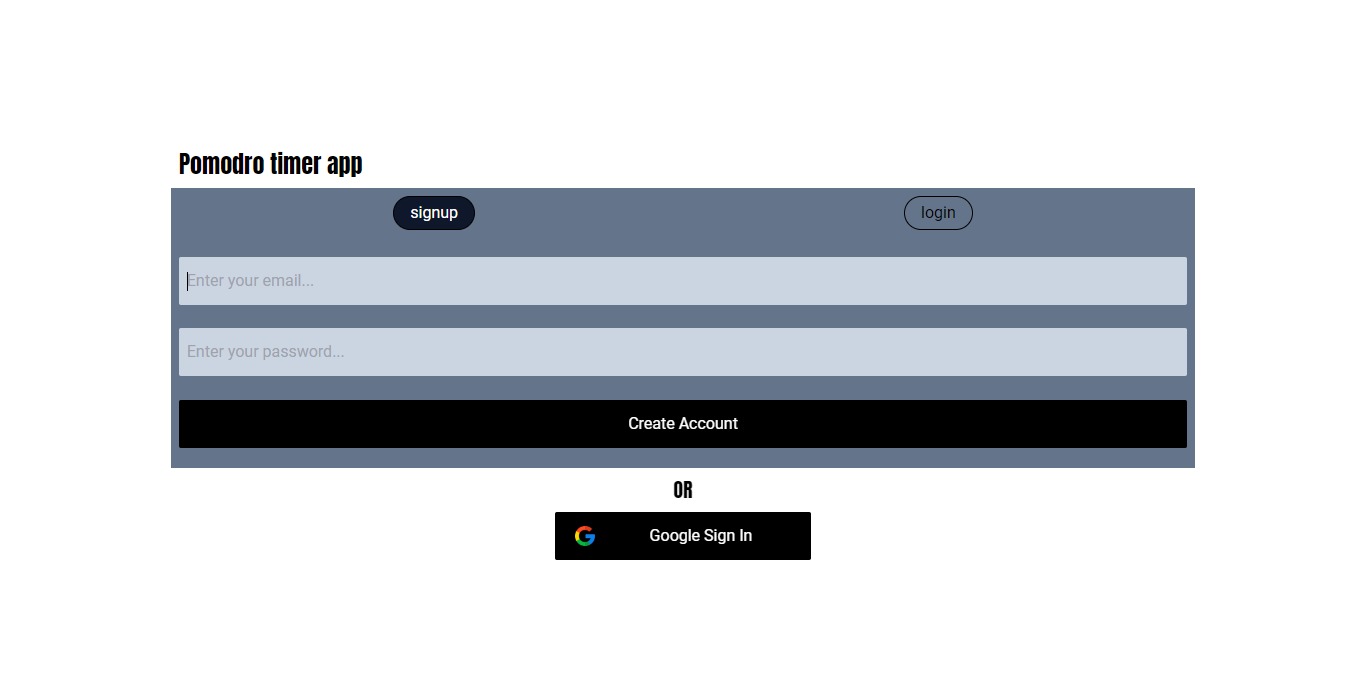 Pomodro timer app
signup login
Enter your email...
Enter your password...
Create Account
OR
Google Sign In